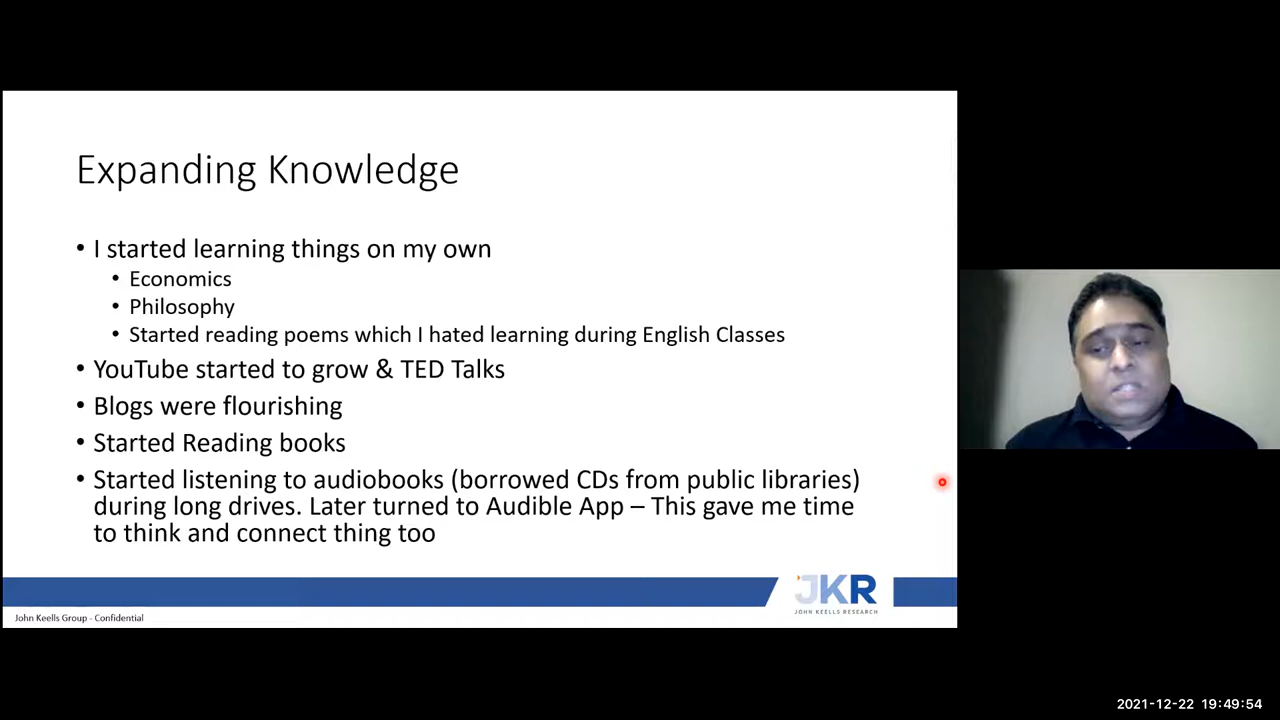 Expanding Knowledge
• I started learning things on my own
• Economics
• Philosophy
• Started reading poems which I hated learning during English Classes
• YouTube started to grow & TED Talks
• Blogs were flourishing
• Started Reading books
• Started listening to audiobooks (borrowed CDs from public libraries)
during long drives. Later turned to Audible App – This gave me time
to think and connect thing too
JKR
JOHN KEELLS RESEARCH
John Keells Group - Confidential
2021-12-22 19:49:54